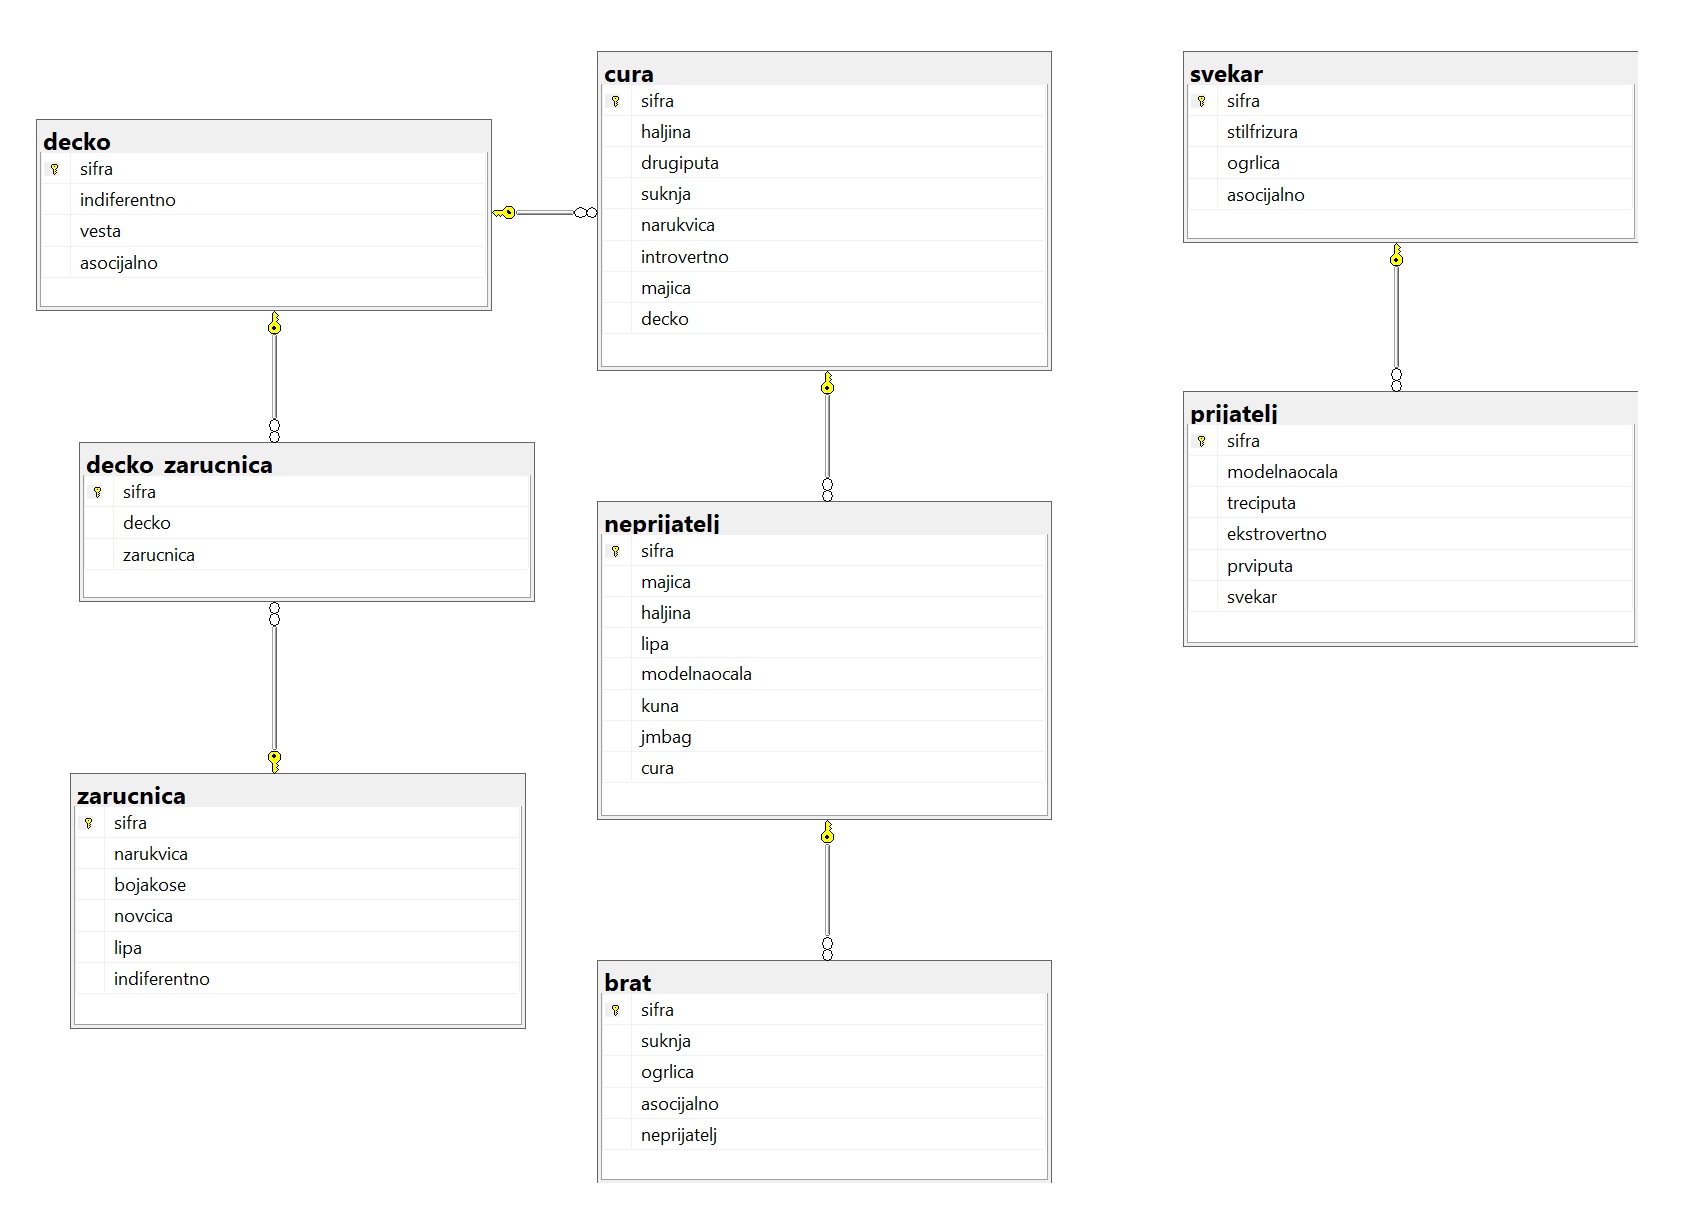 decko
sifra
indiferentno
vesta
asocijalno
decko_zarucnica
sifra
decko
zarucnica
zarucnica
sifra
narukvica
bojakose
novcica
lipa
indiferentno
cura
sifra
haljina
drugiputa
suknja
narukvica
introvertno
majica
decko
neprijatelj
sifra
majica
haljina
lipa
modelnaocala
kuna
jmbag
cura
brat
sifra
suknja
ogrlica
asocijalno
neprijatelj
svekar
sifra
stilfrizura
ogrlica
asocijalno
prijatelj
sifra
modelnaocala
treciputa
ekstrovertno
prviputa
svekar